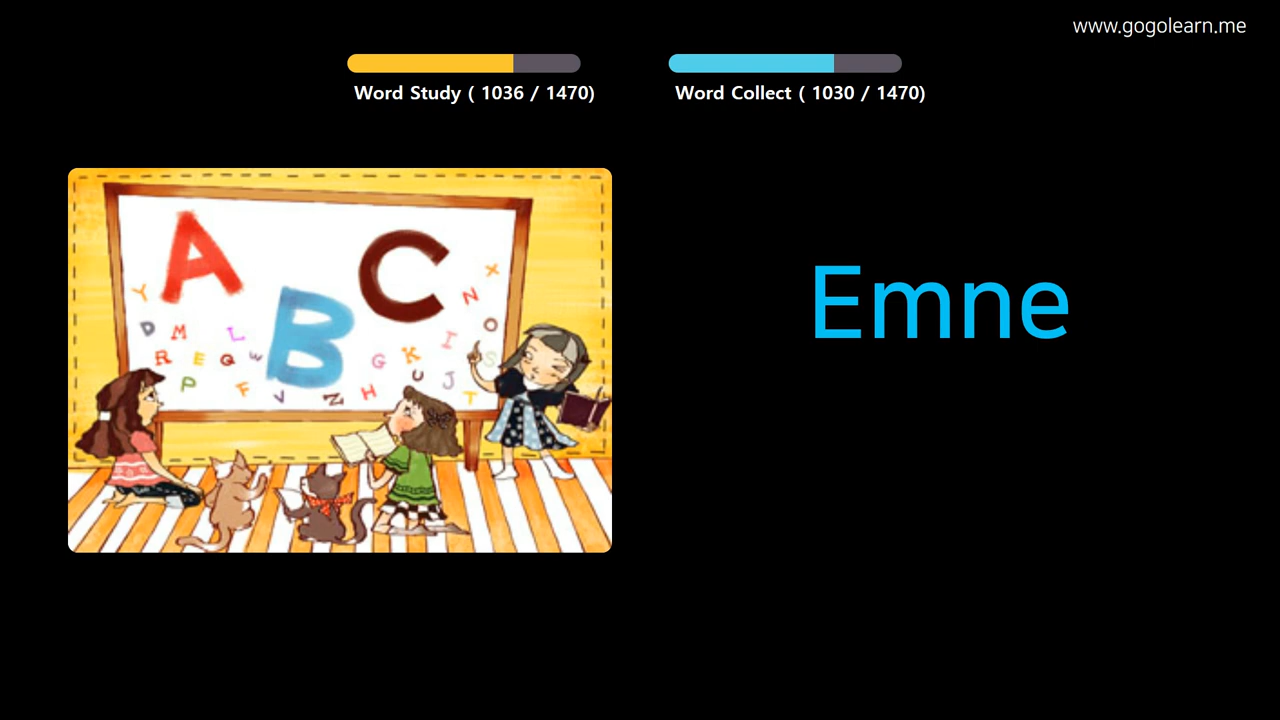 www.gogolearn.me
Word Study ( 1036 / 1470)
Word Collect ( 1030 / 1470)
Emne
A
B
C
Y
X
N
D
M
L
O
I
R
E
Q
W
G
K
S
P
F
U
J
V
Z
H
T